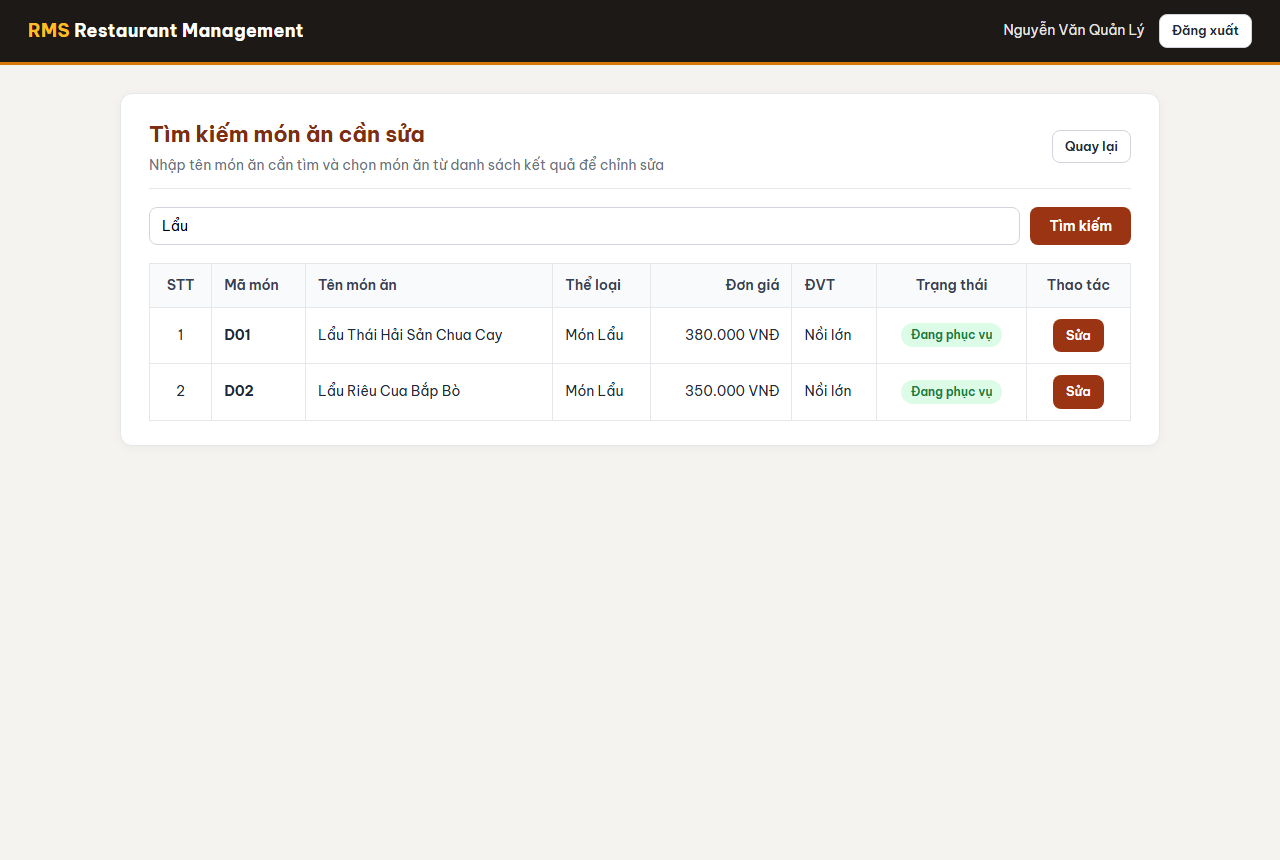 RMS Restaurant Management
Nguyễn Văn Quản Lý
Đăng xuất
Tìm kiếm món ăn cần sửa
Nhập tên món ăn cần tìm và chọn món ăn từ danh sách kết quả để chỉnh sửa
Quay lại
Lẩu
Tìm kiếm
STT Mã món Tên món ăn Thể loại Đơn giá ĐVT Trạng thái Thao tác
1 D01 Lẩu Thái Hải Sản Chua Cay Món Lẩu 380.000 VNĐ Nồi lớn Đang phục vụ Sửa
2 D02 Lẩu Riêu Cua Bắp Bò Món Lẩu 350.000 VNĐ Nồi lớn Đang phục vụ Sửa